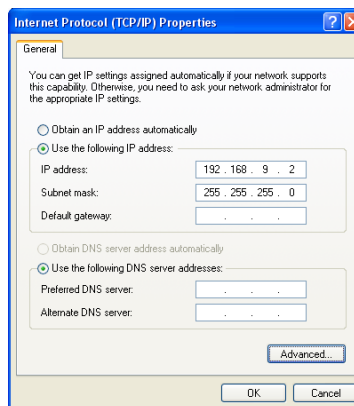 Internet Protocol (TCP/IP) Properties
General
You can get IP settings assigned automatically if your network supports
this capability. Otherwise, you need to ask your network administrator for
the appropriate IP settings.
Obtain an IP address automatically
Use the following IP address:
IP address: 192 . 168 . 9 . 2
Subnet mask: 255 . 255 . 255 . 0
Default gateway: . . .
Obtain DNS server address automatically
Use the following DNS server addresses:
Preferred DNS server: . . .
Alternate DNS server: . . .
Advanced...
OK Cancel